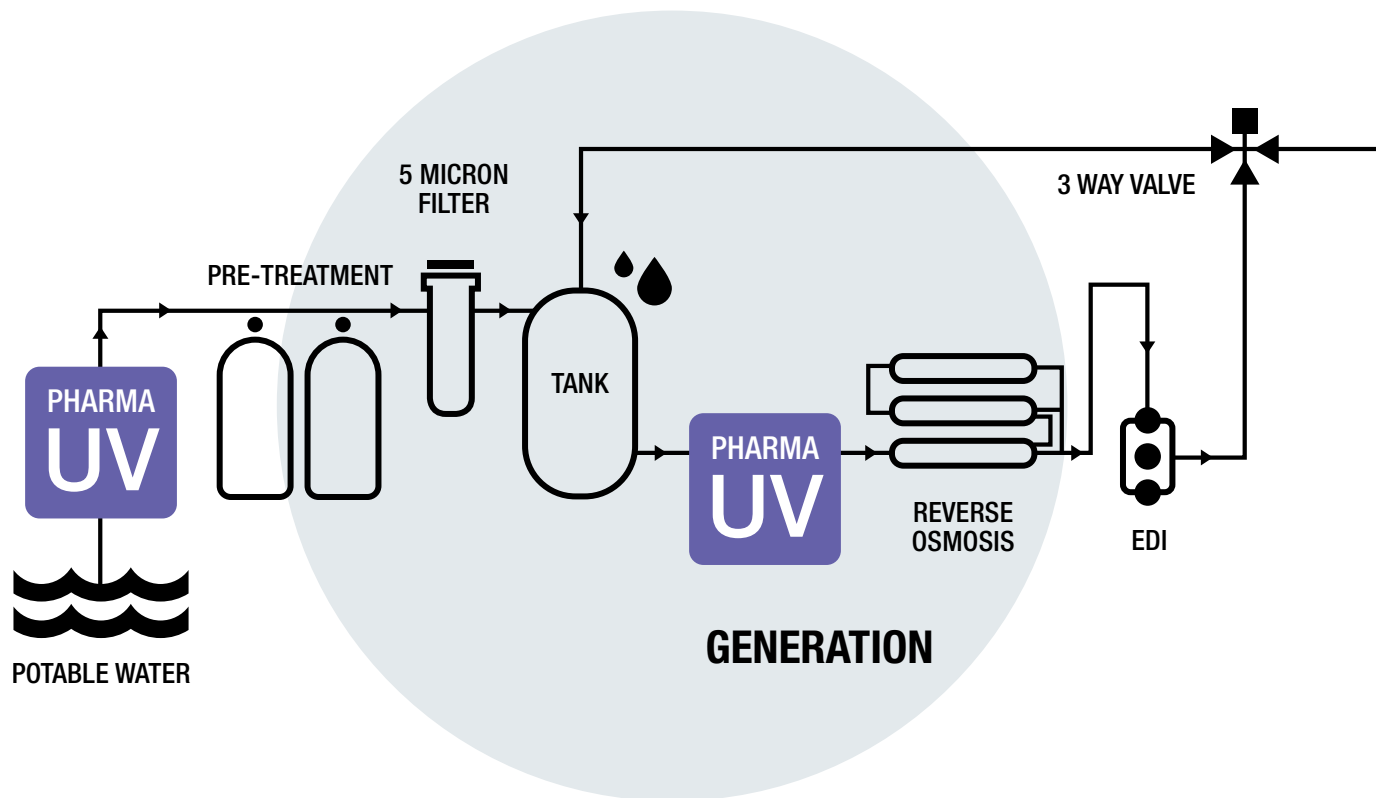 5 MICRON
FILTER
3 WAY VALVE
PRE-TREATMENT
PHARMA
UV
TANK
PHARMA
UV
REVERSE
OSMOSIS
EDI
GENERATION
POTABLE WATER